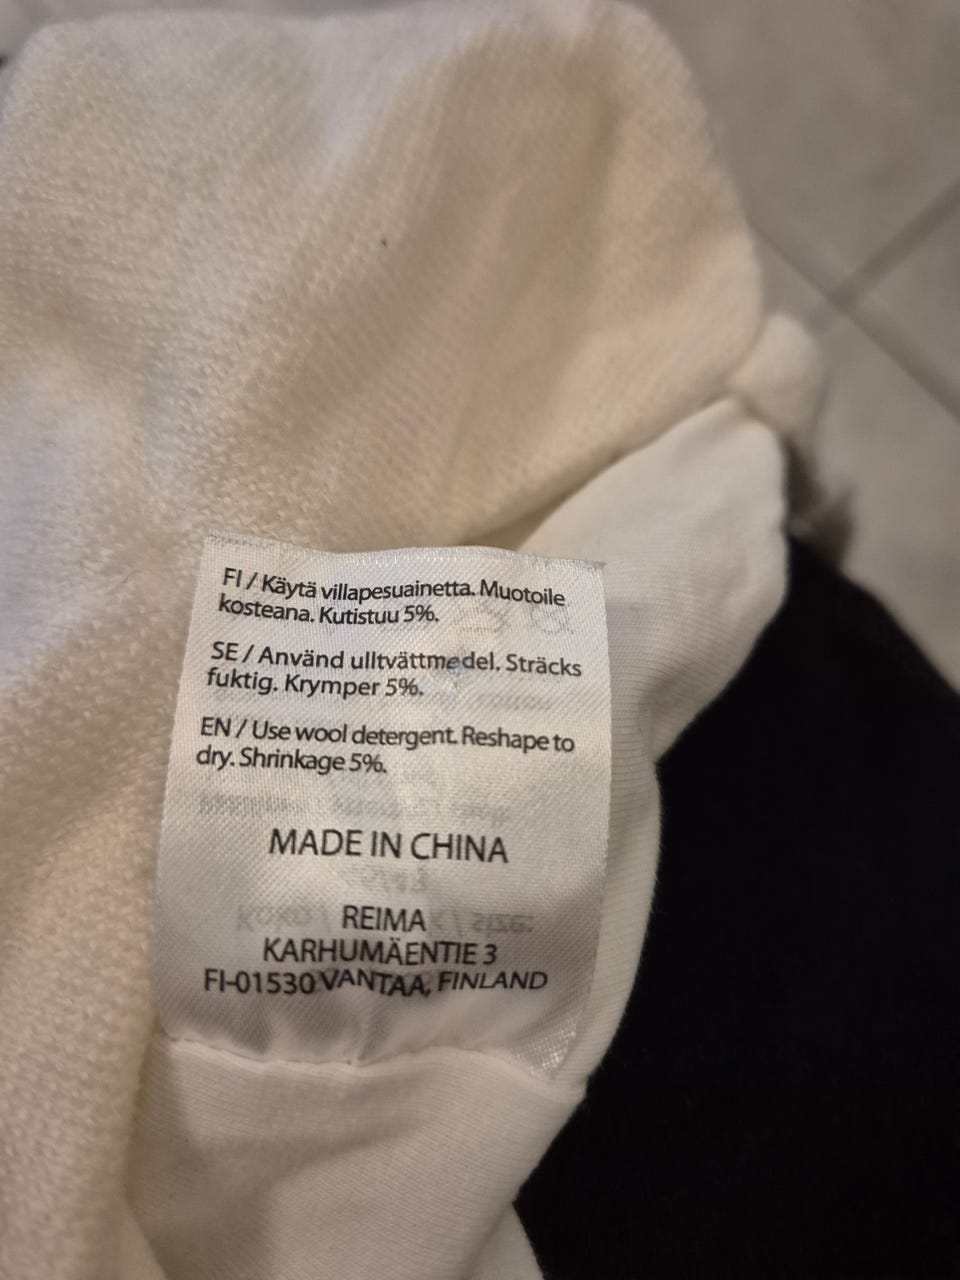 FI / Käytä villapesuainetta. Muotoile
kosteana. Kutistuu 5%.
SE / Använd ulltvättmedel. Sträcks
fuktig. Krymper 5%.
EN / Use wool detergent. Reshape to
dry. Shrinkage 5%.
MADE IN CHINA
REIMA
KARHUMÄENTIE 3
FI-01530 VANTAA, FINLAND